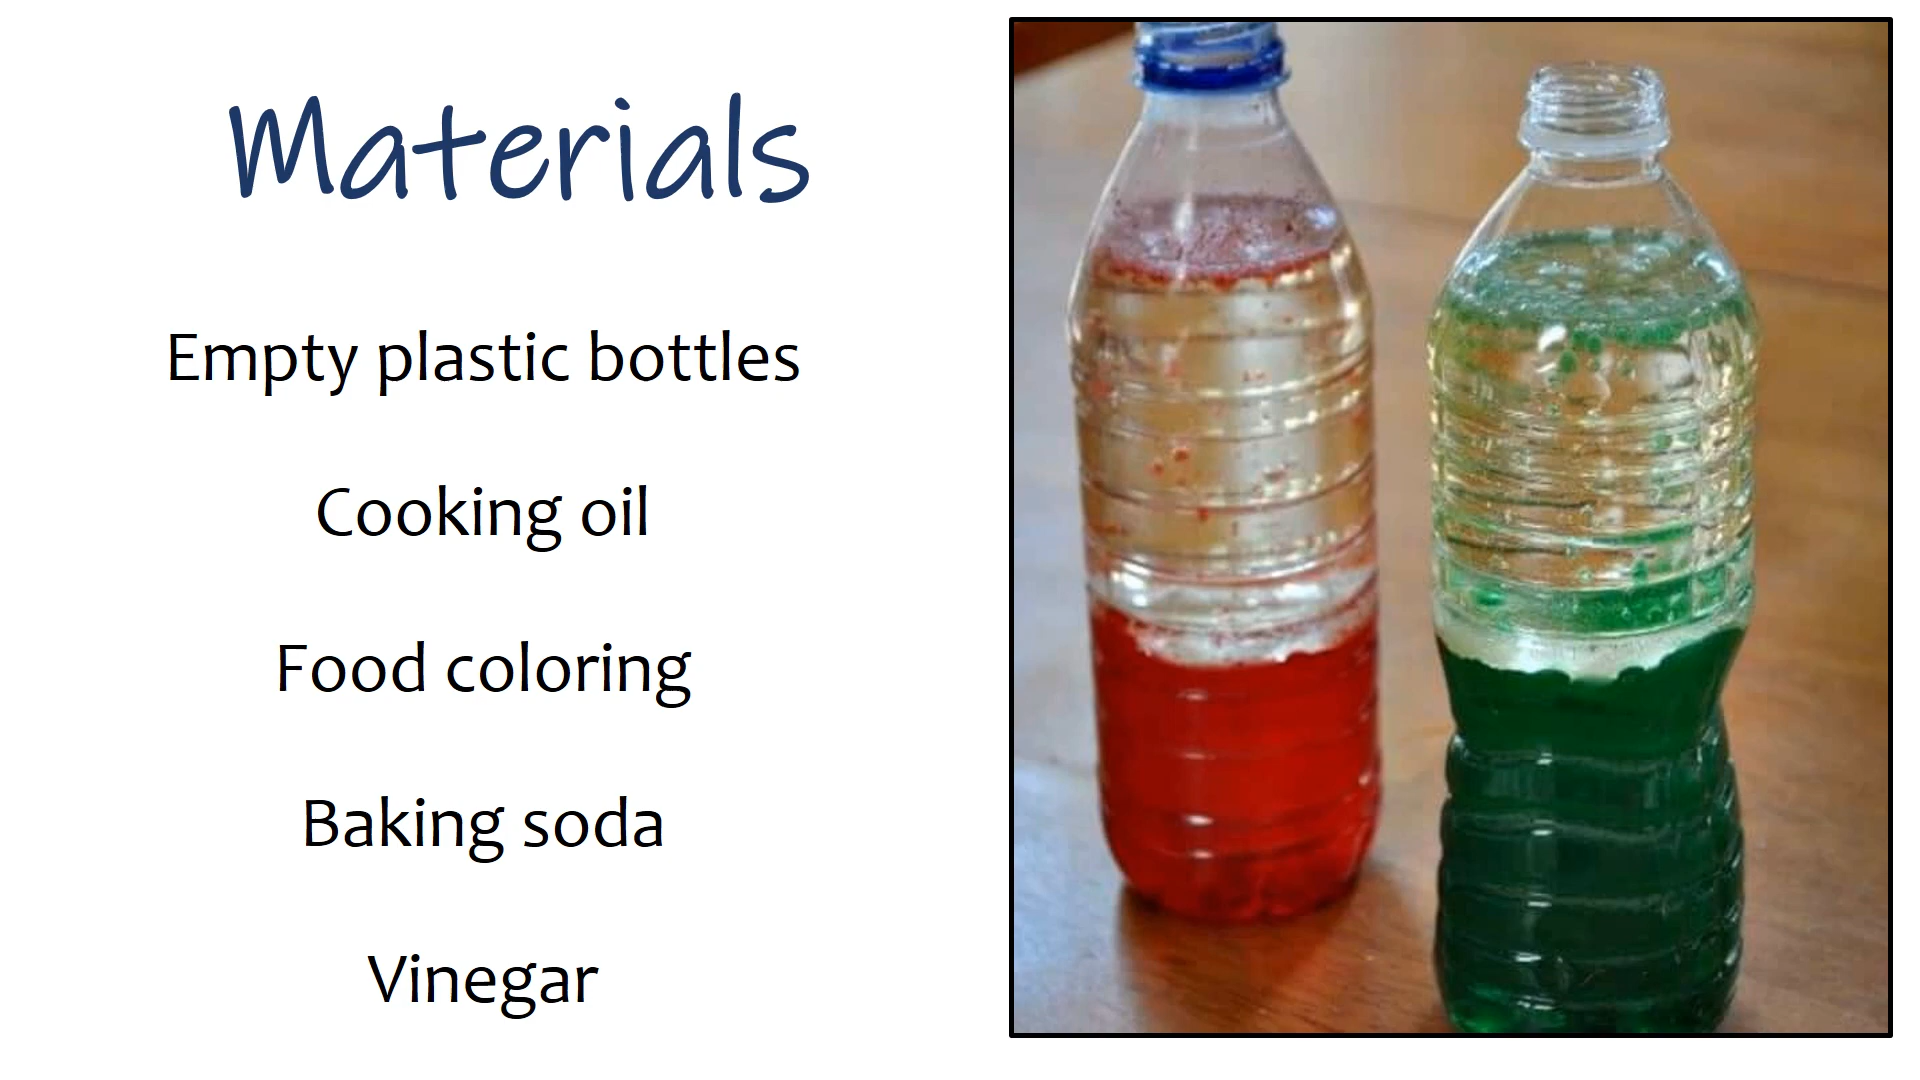 Materials
Empty plastic bottles
Cooking oil
Food coloring
Baking soda
Vinegar